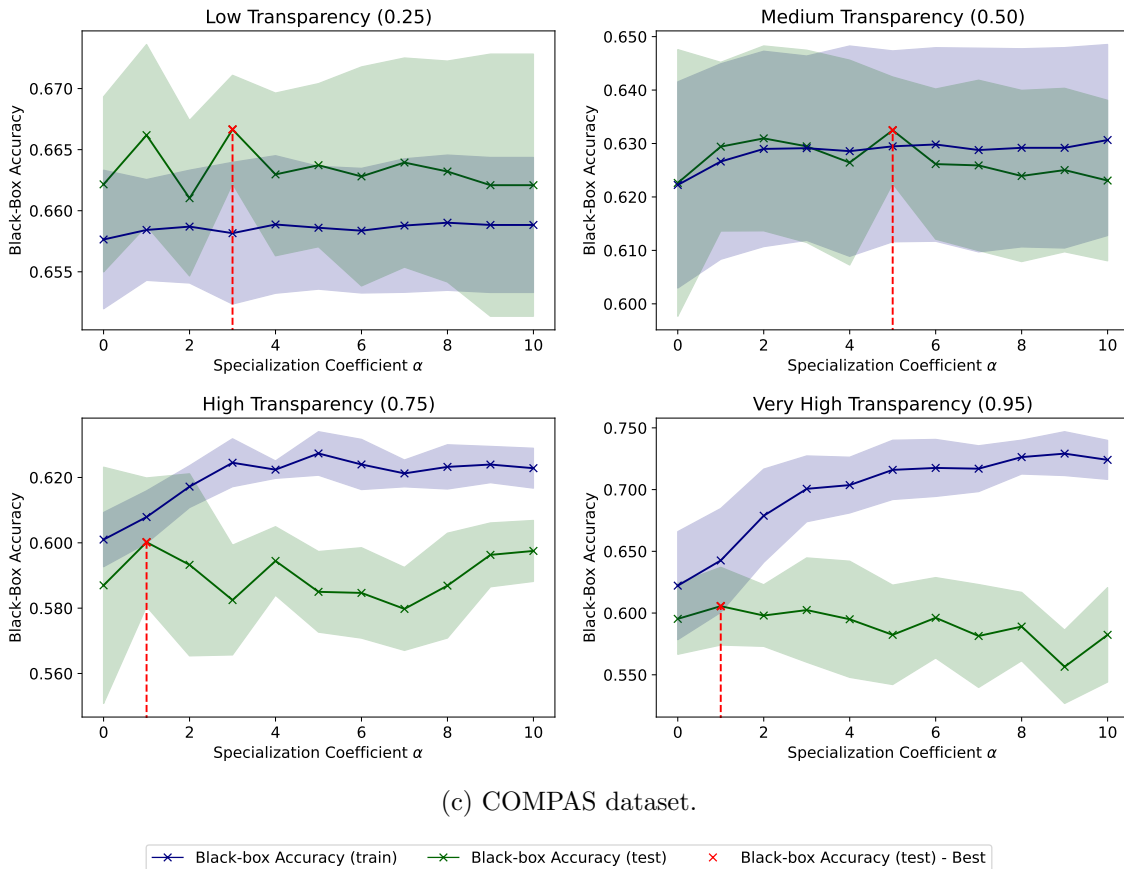 Low Transparency (0.25)
Black-Box Accuracy
0.670
0.665
0.660
0.655
0 2 4 6 8 10
Specialization Coefficient α
Medium Transparency (0.50)
Black-Box Accuracy
0.650
0.640
0.630
0.620
0.610
0.600
0 2 4 6 8 10
Specialization Coefficient α
High Transparency (0.75)
Black-Box Accuracy
0.620
0.600
0.580
0.560
0 2 4 6 8 10
Specialization Coefficient α
Very High Transparency (0.95)
Black-Box Accuracy
0.750
0.700
0.650
0.600
0.550
0 2 4 6 8 10
Specialization Coefficient α
(c) COMPAS dataset.
Black-box Accuracy (train) Black-box Accuracy (test) Black-box Accuracy (test) - Best